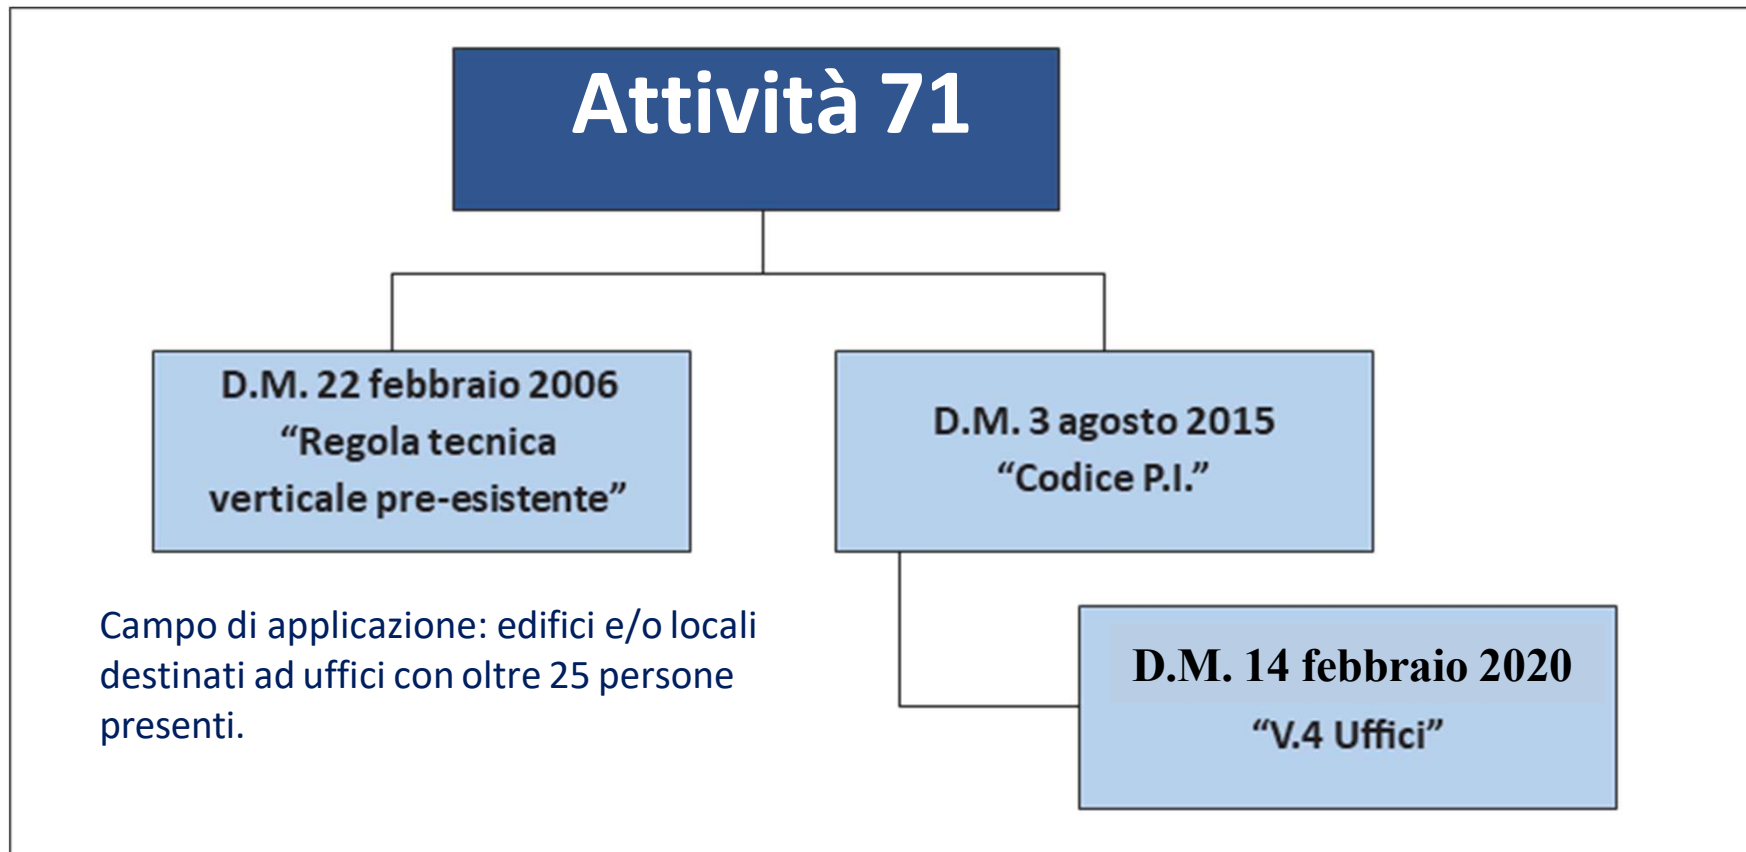 Attività 71
D.M. 22 febbraio 2006
“Regola tecnica
verticale pre-esistente”
D.M. 3 agosto 2015
“Codice P.I.”
Campo di applicazione: edifici e/o locali
destinati ad uffici con oltre 25 persone
presenti.
D.M. 14 febbraio 2020
“V.4 Uffici”